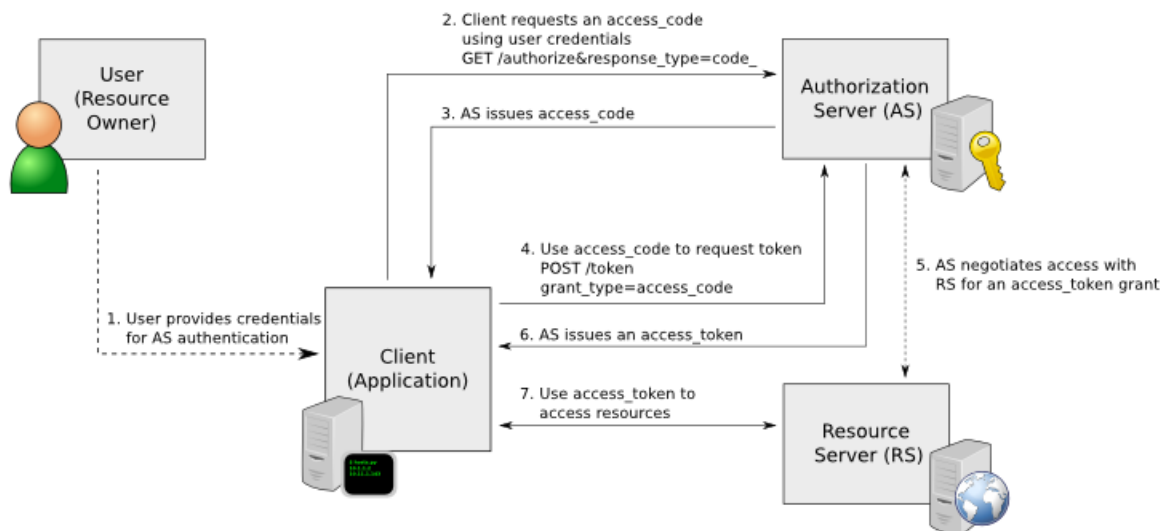 User
(Resource
Owner)
2. Client requests an access_code
using user credentials
GET /authorize&response_type=code_
Authorization
Server (AS)
3. AS issues access_code
4. Use access_code to request token
POST /token
grant_type=access_code
5. AS negotiates access with
RS for an access_token grant
1. User provides credentials
for AS authentication
6. AS issues an access_token
Client
(Application)
7. Use access_token to
access resources
Resource
Server (RS)